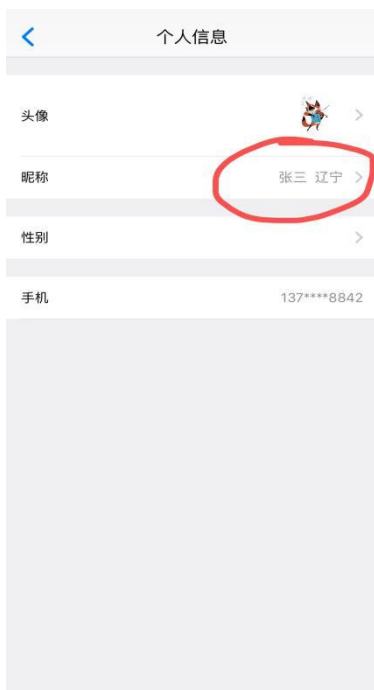 个人信息
头像
昵称 张三 辽宁
性别
手机 137****8842